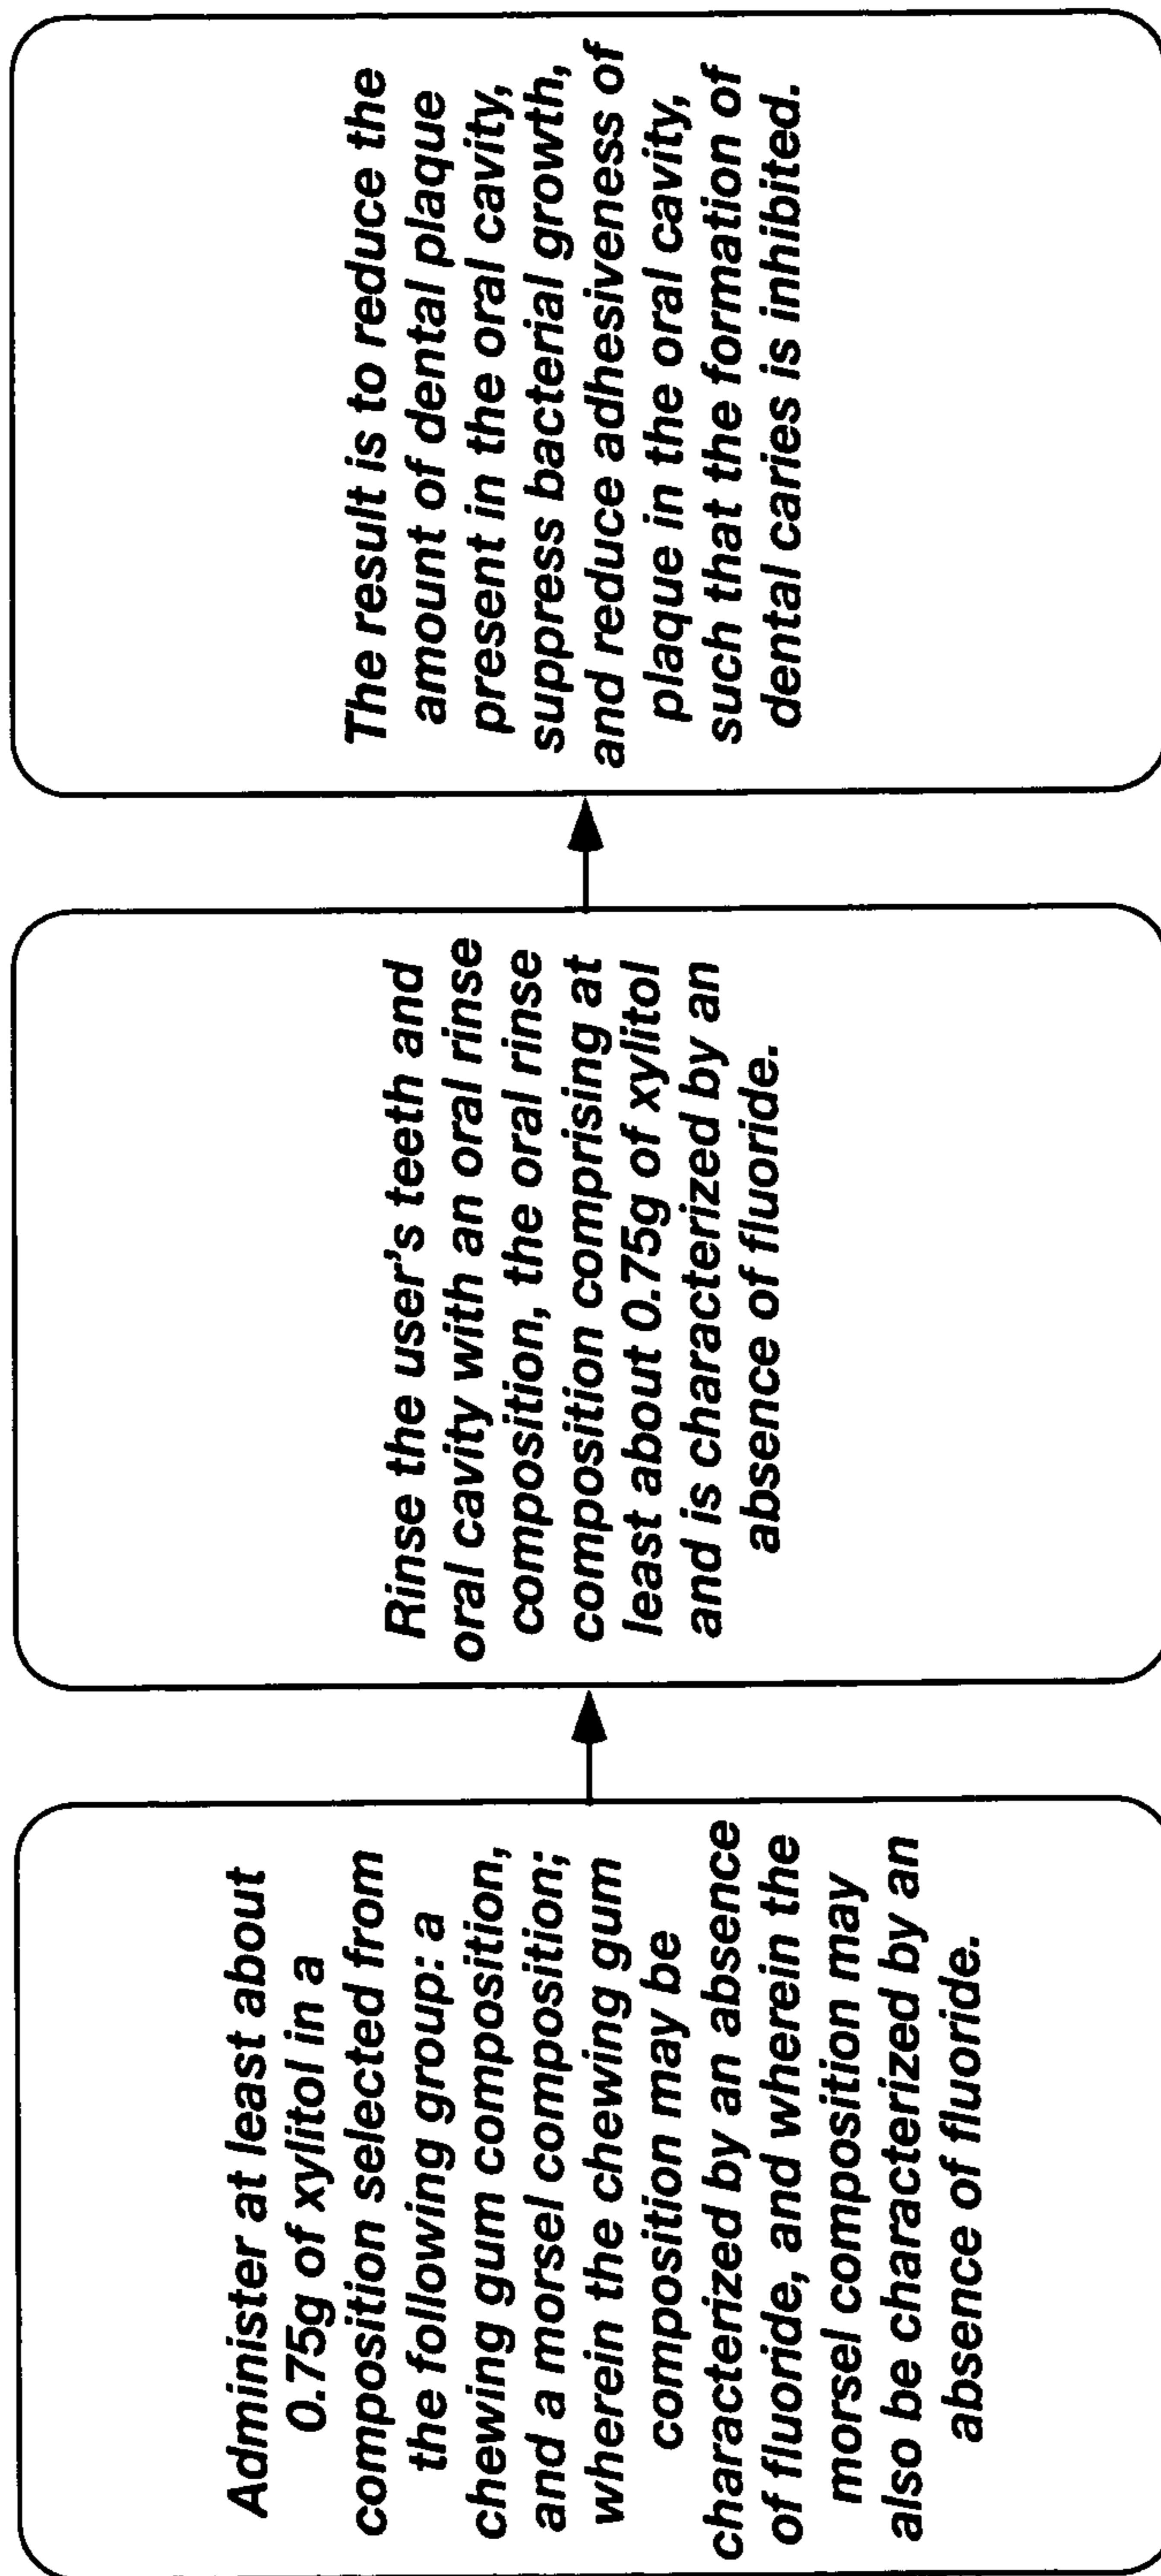 Administer at least about
0.75g of xylitol in a
composition selected from
the following group: a
chewing gum composition,
and a morsel composition;
wherein the chewing gum
composition may be
characterized by an absence
of fluoride, and wherein the
morsel composition may
also be characterized by an
absence of fluoride.
Rinse the user's teeth and
oral cavity with an oral rinse
composition, the oral rinse
composition comprising at
least about 0.75g of xylitol
and is characterized by an
absence of fluoride.
The result is to reduce the
amount of dental plaque
present in the oral cavity,
suppress bacterial growth,
and reduce adhesiveness of
plaque in the oral cavity,
such that the formation of
dental caries is inhibited.